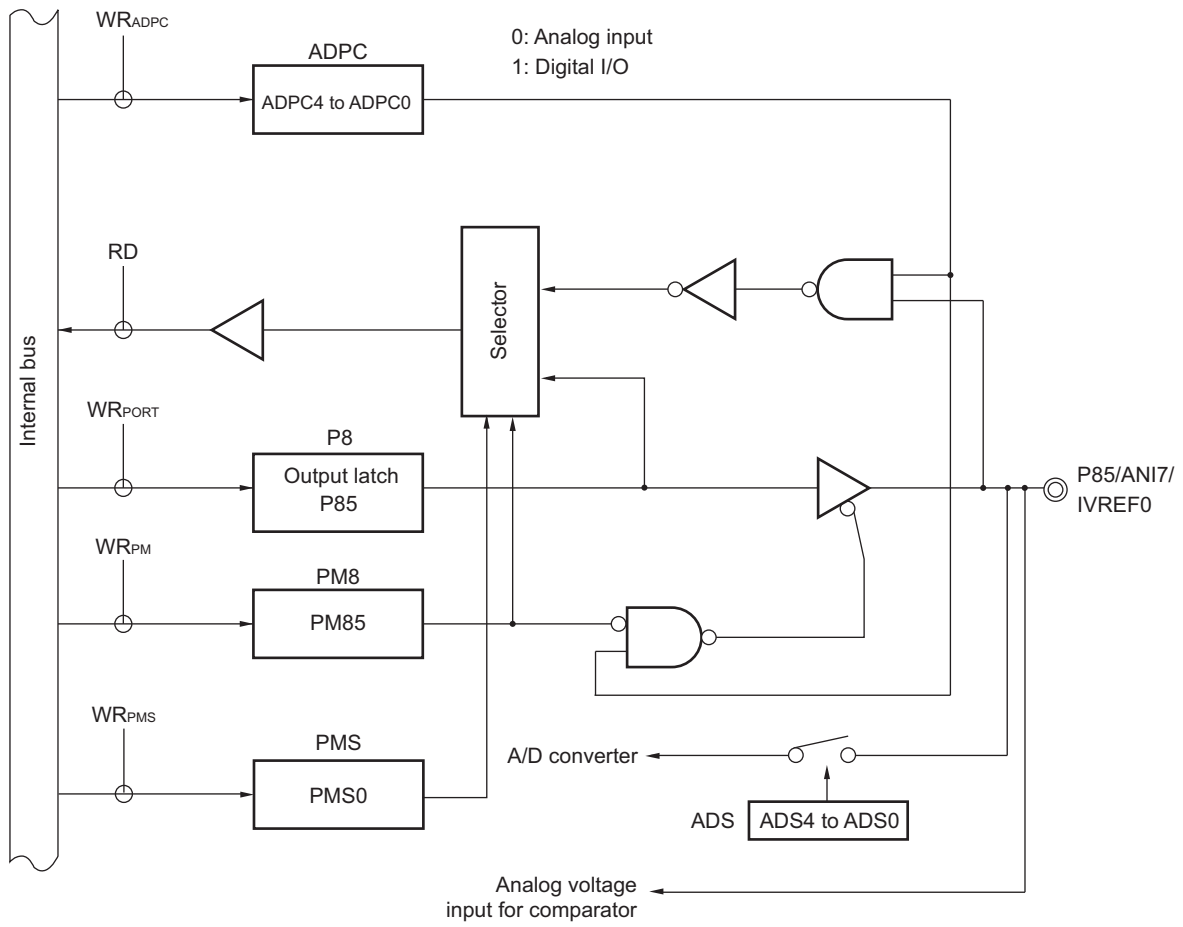 WRADPC
ADPC
0: Analog input
1: Digital I/O
ADPC4 to ADPC0
RD
Selector
Internal bus
WRPORT
P8
Output latch
P85
P85/ANI7/
IVREF0
WRPM
PM8
PM85
WRPMS
PMS
PMS0
A/D converter
ADS
ADS4 to ADS0
Analog voltage
input for comparator